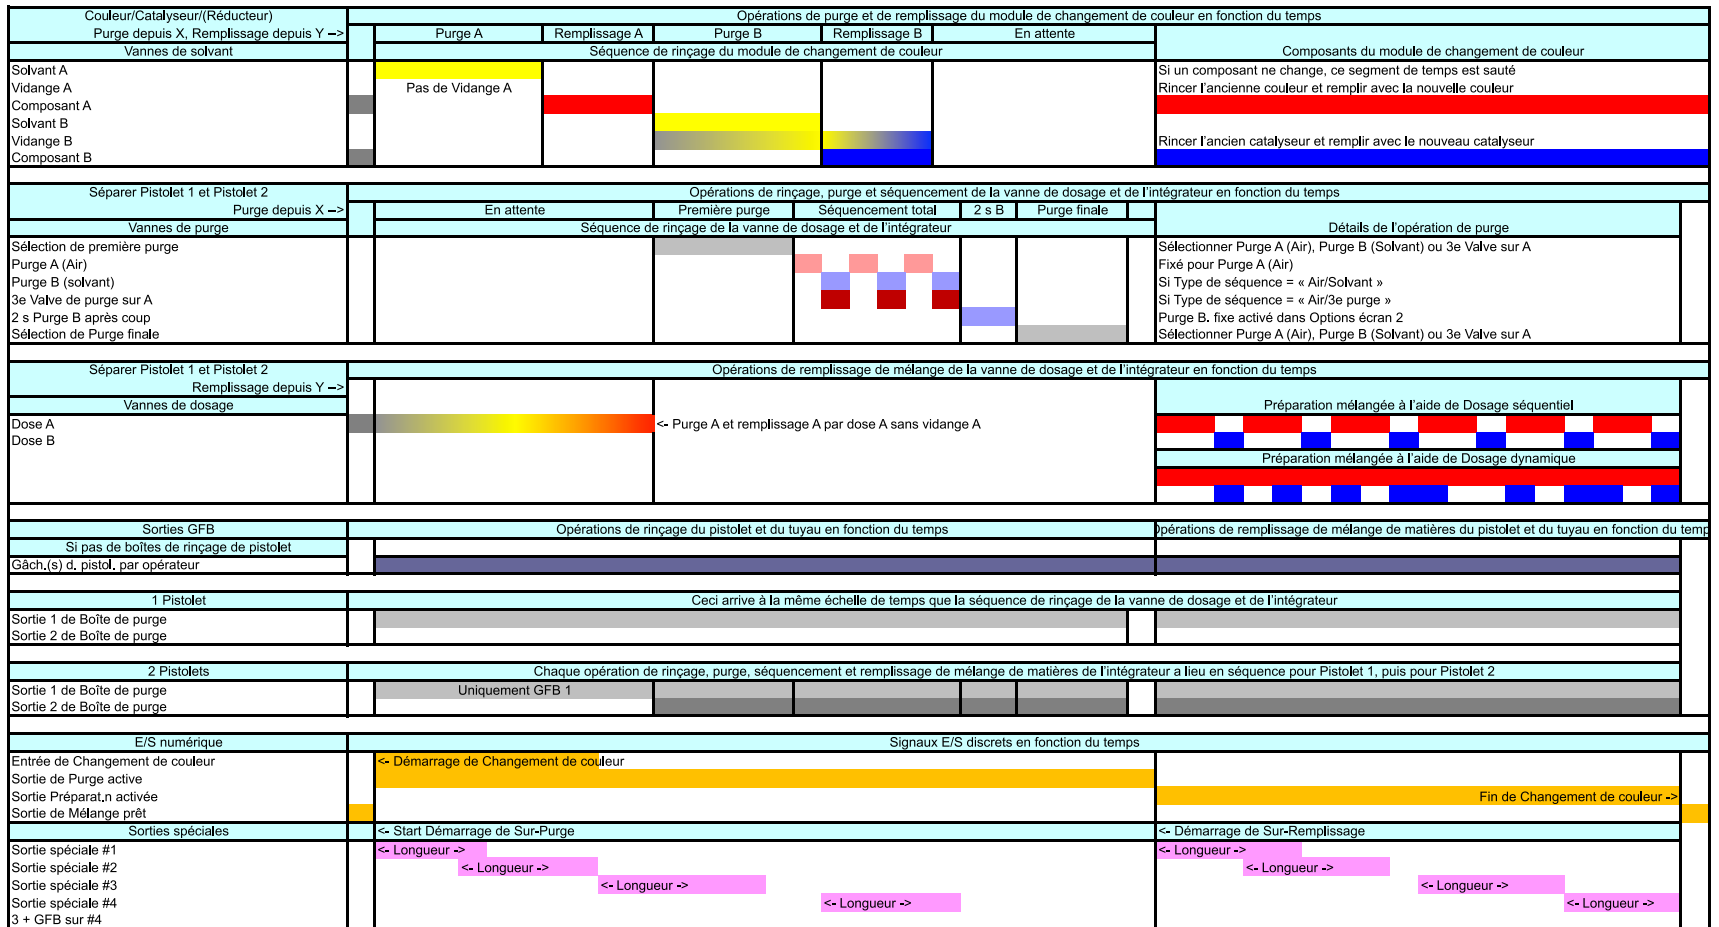 Couleur/Catalyseur/(Réducteur)
Opérations de purge et de remplissage du module de changement de couleur en fonction du temps
Purge depuis X, Remplissage depuis Y –>
Purge A
Remplissage A
Purge B
Remplissage B
En attente
Vannes de solvant
Séquence de rinçage du module de changement de couleur
Composants du module de changement de couleur
Solvant A
Si un composant ne change, ce segment de temps est sauté
Vidange A
Pas de Vidange A
Rincer l'ancienne couleur et remplir avec la nouvelle couleur
Composant A
Solvant B
Vidange B
Rincer l'ancien catalyseur et remplir avec le nouveau catalyseur
Composant B
Séparer Pistolet 1 et Pistolet 2
Opérations de rinçage, purge et séquencement de la vanne de dosage et de l'intégrateur en fonction du temps
Purge depuis X –>
En attente
Première purge
Séquencement total
2 s B
Purge finale
Vannes de purge
Séquence de rinçage de la vanne de dosage et de l'intégrateur
Détails de l'opération de purge
Sélection de première purge
Sélectionner Purge A (Air), Purge B (Solvant) ou 3e Valve sur A
Purge A (Air)
Fixé pour Purge A (Air)
Purge B (solvant)
Si Type de séquence = « Air/Solvant »
3e Valve de purge sur A
Si Type de séquence = « Air/3e purge »
2 s Purge B après coup
Purge B. fixe activé dans Options écran 2
Sélection de Purge finale
Sélectionner Purge A (Air), Purge B (Solvant) ou 3e Valve sur A
Séparer Pistolet 1 et Pistolet 2
Opérations de remplissage de mélange de la vanne de dosage et de l'intégrateur en fonction du temps
Remplissage depuis Y –>
Vannes de dosage
Préparation mélangée à l'aide de Dosage séquentiel
Dose A
<- Purge A et remplissage A par dose A sans vidange A
Dose B
Préparation mélangée à l'aide de Dosage dynamique
Sorties GFB
Opérations de rinçage du pistolet et du tuyau en fonction du temps
Opérations de remplissage de mélange de matières du pistolet et du tuyau en fonction du temp
Si pas de boîtes de rinçage de pistolet
Gâch.(s) d. pistol. par opérateur
1 Pistolet
Ceci arrive à la même échelle de temps que la séquence de rinçage de la vanne de dosage et de l'intégrateur
Sortie 1 de Boîte de purge
Sortie 2 de Boîte de purge
2 Pistolets
Chaque opération de rinçage, purge, séquencement et remplissage de mélange de matières de l'intégrateur a lieu en séquence pour Pistolet 1, puis pour Pistolet 2
Sortie 1 de Boîte de purge
Uniquement GFB 1
Sortie 2 de Boîte de purge
E/S numérique
Signaux E/S discrets en fonction du temps
Entrée de Changement de couleur
<- Démarrage de Changement de couleur
Sortie de Purge active
Sortie Préparat.n activée
Fin de Changement de couleur ->
Sortie de Mélange prêt
Sorties spéciales
<- Start Démarrage de Sur-Purge
<- Démarrage de Sur-Remplissage
Sortie spéciale #1
<- Longueur ->
<- Longueur ->
Sortie spéciale #2
<- Longueur ->
<- Longueur ->
Sortie spéciale #3
<- Longueur ->
<- Longueur ->
Sortie spéciale #4
<- Longueur ->
<- Longueur ->
3 + GFB sur #4